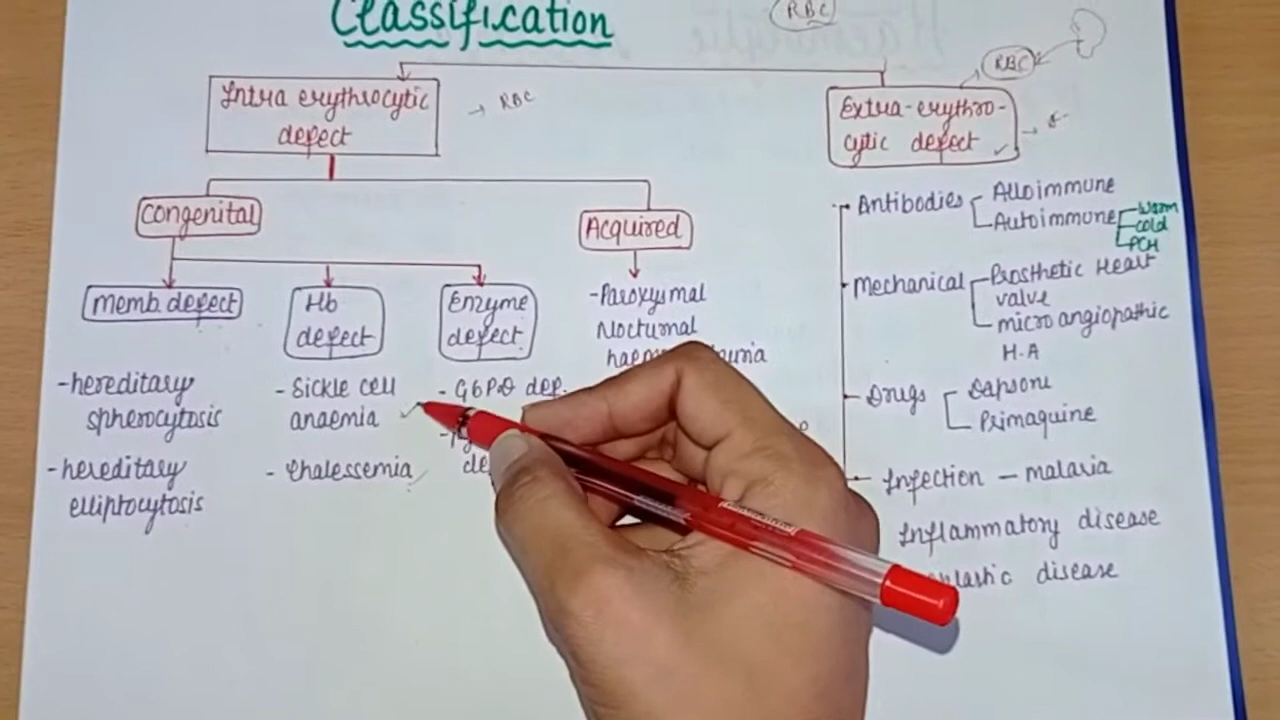 Classification
RBC
Intra erythrocytic
defect
→ RBC
RBC
Extra-erythro-
cytic defect
Congenital
Acquired
Memb. defect
Hb
defect
Enzyme
defect
-hereditary
spherocytosis
-hereditary
elliptocytosis
- Sickle cell
anaemia
- Thalessemia
- G6PD def.
-Paroxysmal
Nocturnal
Antibodies
Alloimmune
Autoimmune
Warm
Cold
PCH
Mechanical
Prosthetic Heart
valve
microangiopathic
H.A
Drugs
Dapsone
Primaquine
Infection – malaria
Inflammatory disease
disease